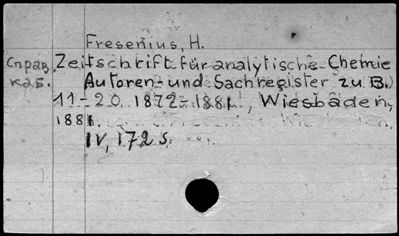 Fresenius, H.
Справ. Zeitschrift für analytische Chemie
каб. Autoren- und Sachregister zu B.
11-20. 1872-1881, Wiesbaden,
1881.
IV, 172 s.